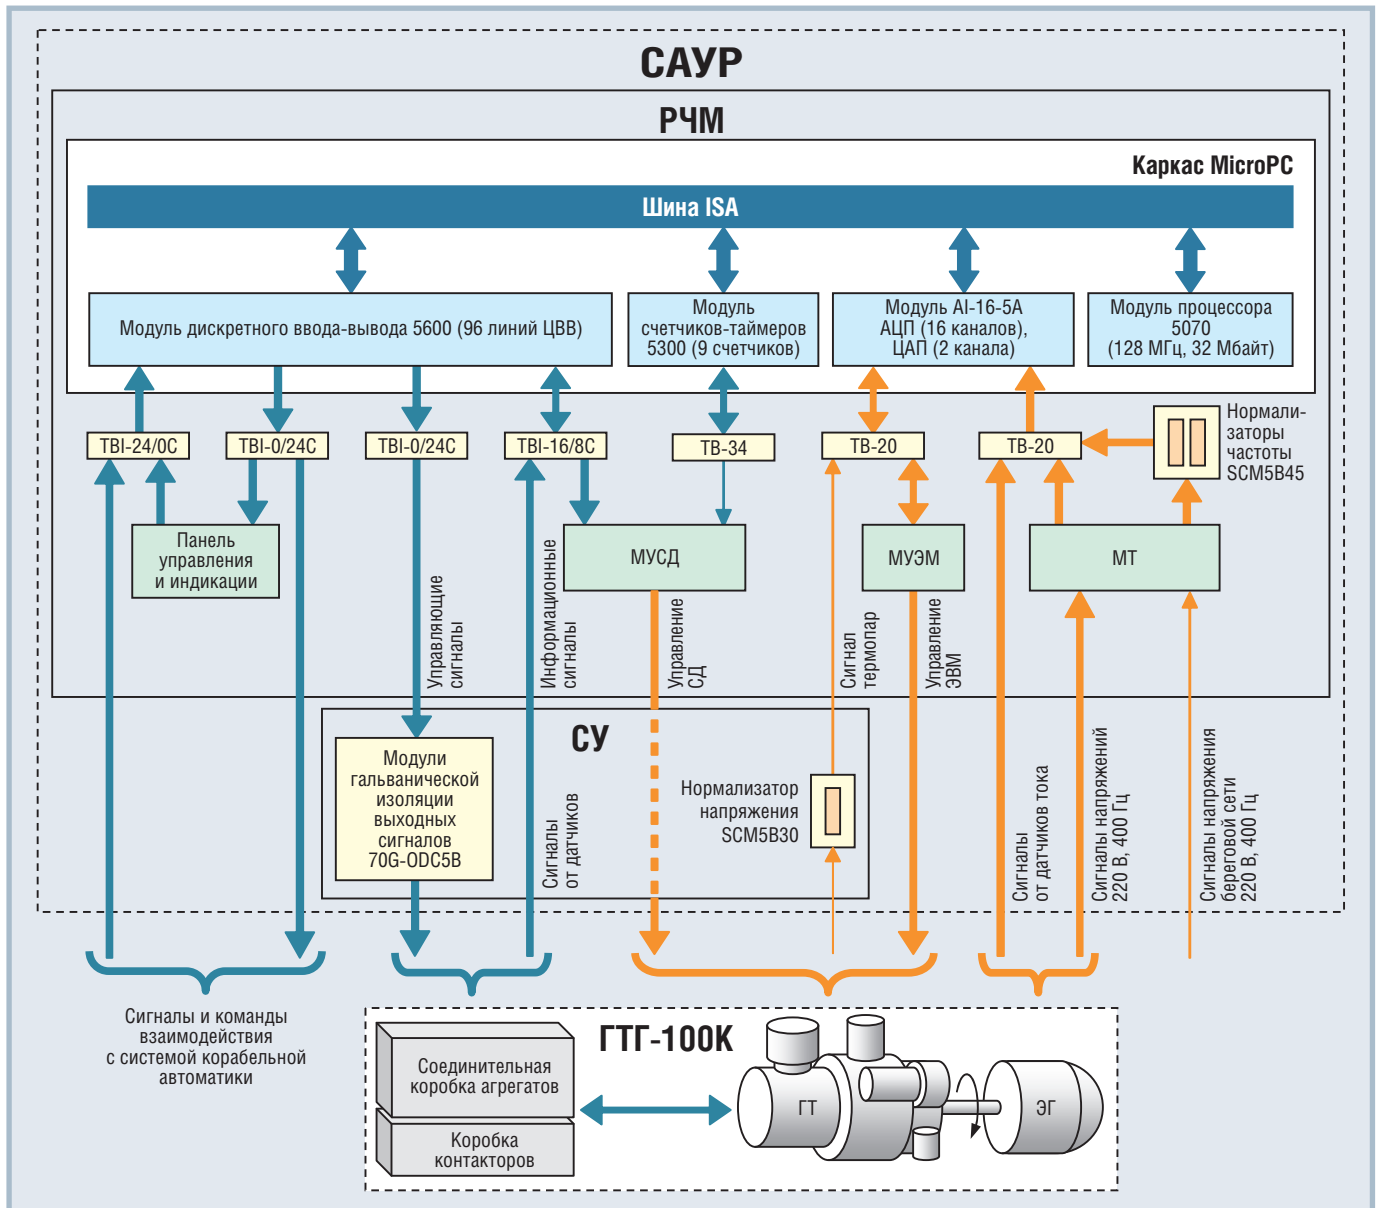 САУР
РЧМ
Каркас MicroPC
Шина ISA
Модуль дискретного ввода-вывода 5600 (96 линий ЦВВ)
Модуль
счетчиков-таймеров
5300 (9 счетчиков)
Модуль AI-16-5A
АЦП (16 каналов),
ЦАП (2 канала)
Модуль процессора
5070
(128 МГц, 32 Мбайт)
TBI-24/0C
TBI-0/24C
TBI-0/24C
TBI-16/8C
TB-34
TB-20
TB-20
Нормали-
заторы
частоты
SCM5B45
Панель
управления
и индикации
МУСД
МУЭМ
МТ
Управляющие
сигналы
Информационные
сигналы
Управление
СД
Сигнал
термопар
Управление
ЭВМ
СУ
Модули
гальванической
изоляции
выходных
сигналов
70G-ODC5B
Сигналы
от датчиков
Нормализатор
напряжения
SCM5B30
Сигналы
от датчиков тока
Сигналы напряжений
220 В, 400 Гц
Сигналы напряжения
береговой сети
220 В, 400 Гц
Сигналы и команды
взаимодействия
с системой корабельной
автоматики
ГТГ-100К
Соединительная
коробка агрегатов
Коробка
контакторов
ГТ
ЭГ